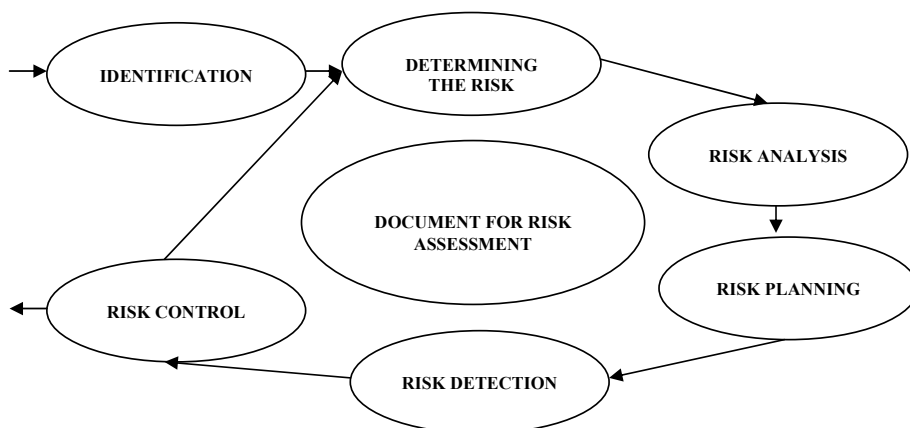 IDENTIFICATION
DETERMINING
THE RISK
RISK ANALYSIS
DOCUMENT FOR RISK
ASSESSMENT
RISK PLANNING
RISK CONTROL
RISK DETECTION